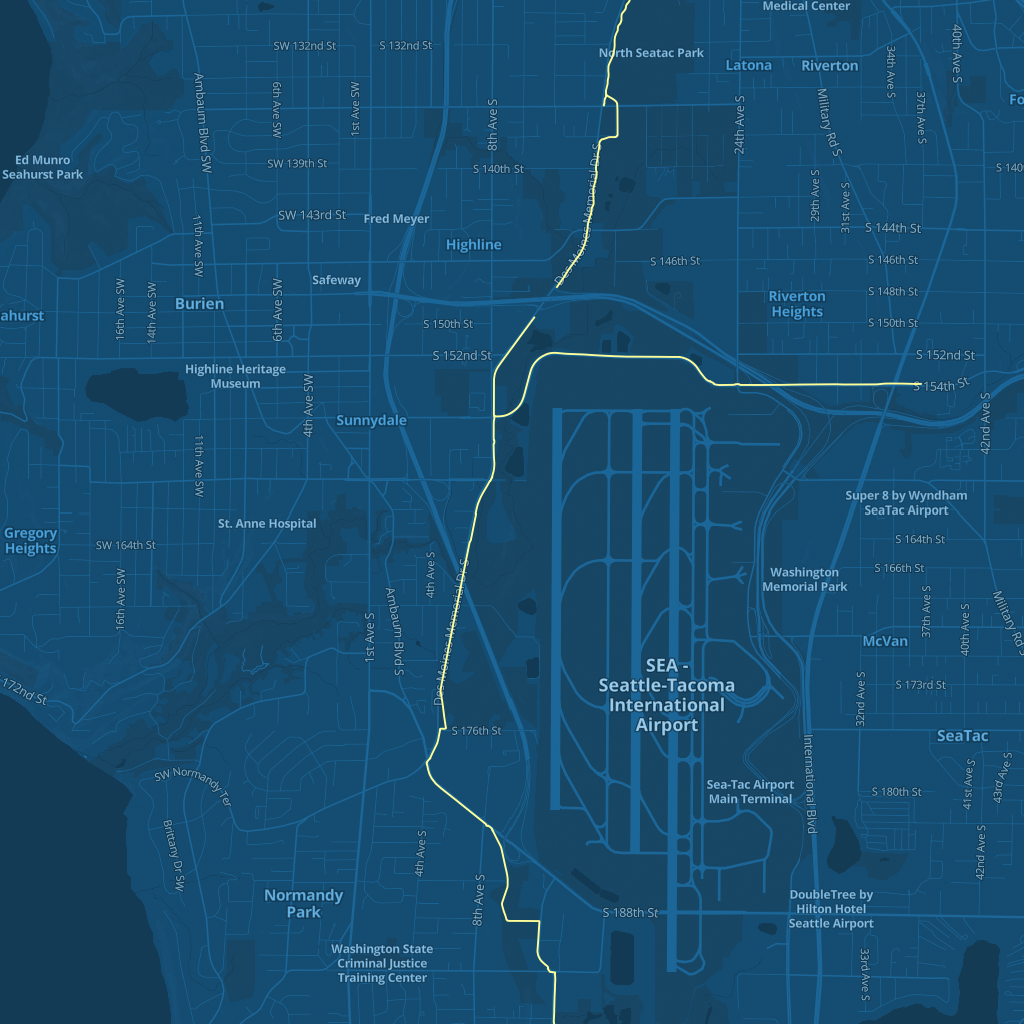 Medical Center
SW 132nd St
S 132nd St
North Seatac Park
40th Ave S
Latona
Riverton
34th Ave S
Ambaum Blvd SW
6th Ave SW
1st Ave SW
8th Ave S
24th Ave S
Military Rd S
37th Ave S
Fo
Ed Munro
Seahurst Park
SW 139th St
S 140th St
S 140
29th Ave S
31st Ave S
Des Moines Memorial Dr S
11th Ave SW
SW 143rd St
Fred Meyer
S 144th St
Highline
S 146th St
S 146th St
Safeway
16th Ave SW
14th Ave SW
Burien
6th Ave SW
S 148th St
Riverton
Heights
ahurst
S 150th St
S 150th St
S 152nd St
S 152nd St
Highline Heritage
Museum
S 154th St
4th Ave SW
Sunnydale
42nd Ave S
11th Ave SW
Super 8 by Wyndham
SeaTac Airport
St. Anne Hospital
Gregory
Heights
SW 164th St
S 164th St
4th Ave S
S 166th St
Washington
Memorial Park
16th Ave SW
1st Ave S
Ambaum Blvd S
Des Moines Memorial Dr S
37th Ave S
40th Ave S
Military Rd S
McVan
SEA -
Seattle-Tacoma
International
Airport
172nd St
S 173rd St
32nd Ave S
S 176th St
SeaTac
International Blvd
SW Normandy Ter
Sea-Tac Airport
Main Terminal
S 180th St
41st Ave S
43rd Ave S
Brittany Dr SW
4th Ave S
42nd Ave S
Normandy
Park
8th Ave S
S 188th St
DoubleTree by
Hilton Hotel
Seattle Airport
Washington State
Criminal Justice
Training Center
33rd Ave S